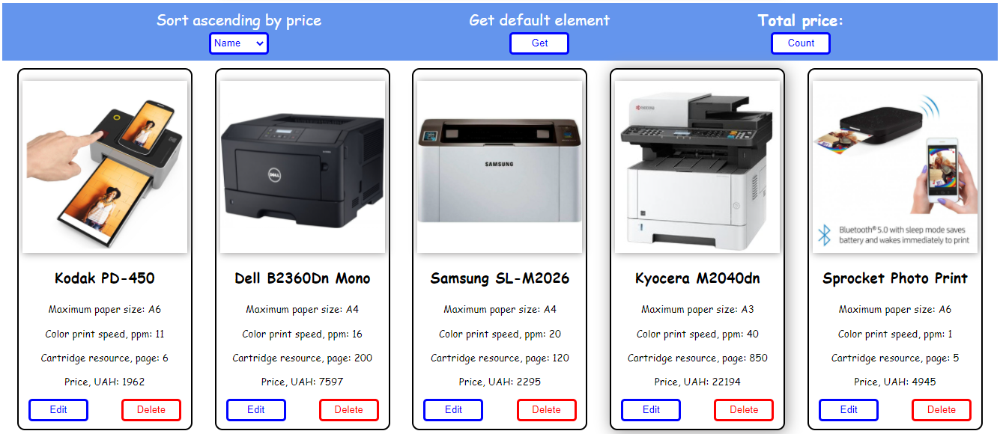 Sort ascending by price
Get default element
Total price:
Name
Get
Count
DELL
SAMSUNG
KYOCERA
Bluetooth® 5.0 with sleep mode saves
battery and wakes immediately to print
Kodak PD-450
Maximum paper size: A6
Color print speed, ppm: 11
Cartridge resource, page: 6
Price, UAH: 1962
Edit
Delete
Dell B2360Dn Mono
Maximum paper size: A4
Color print speed, ppm: 16
Cartridge resource, page: 200
Price, UAH: 7597
Edit
Delete
Samsung SL-M2026
Maximum paper size: A4
Color print speed, ppm: 20
Cartridge resource, page: 120
Price, UAH: 2295
Edit
Delete
Kyocera M2040dn
Maximum paper size: A3
Color print speed, ppm: 40
Cartridge resource, page: 850
Price, UAH: 22194
Edit
Delete
Sprocket Photo Print
Maximum paper size: A6
Color print speed, ppm: 1
Cartridge resource, page: 5
Price, UAH: 4945
Edit
Delete